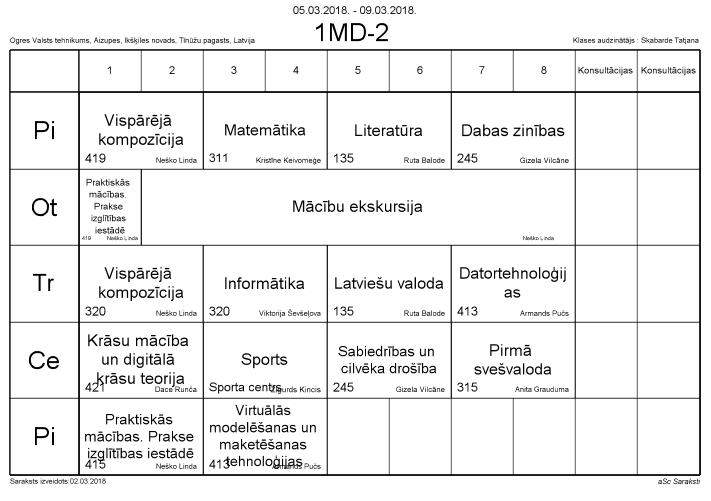 05.03.2018. - 09.03.2018.
1MD-2
Ogres Valsts tehnikums, Aizupes, Ikšķiles novads, Tīnūžu pagasts, Latvija
Klases audzinātājs : Skabarde Tatjana
1 2 3 4 5 6 7 8 Konsultācijas Konsultācijas
Pi
Vispārējā
kompozīcija
419 Neško Linda
Matemātika
311 Kristīne Keivomeģe
Literatūra
135 Ruta Balode
Dabas zinības
245 Gizela Vilcāne
Ot
Praktiskās
mācības.
Prakse
izglītības
iestādē
419 Neško Linda
Mācību ekskursija
Neško Linda
Tr
Vispārējā
kompozīcija
320 Neško Linda
Informātika
320 Viktorija Ševšeļova
Latviešu valoda
135 Ruta Balode
Datortehnoloģij
as
413 Armands Pučs
Ce
Krāsu mācība
un digitālā
krāsu teorija
421 Dace Runča
Sports
Sporta centrs Zigurds Kincis
Sabiedrības un
cilvēka drošība
245 Gizela Vilcāne
Pirmā
svešvaloda
315 Anita Grauduma
Pi
Praktiskās
mācības. Prakse
izglītības iestādē
415 Neško Linda
Virtuālās
modelēšanas un
maketēšanas
tehnoloģijas
413 Armands Pučs
Saraksts izveidots:02.03.2018
aSc Saraksti